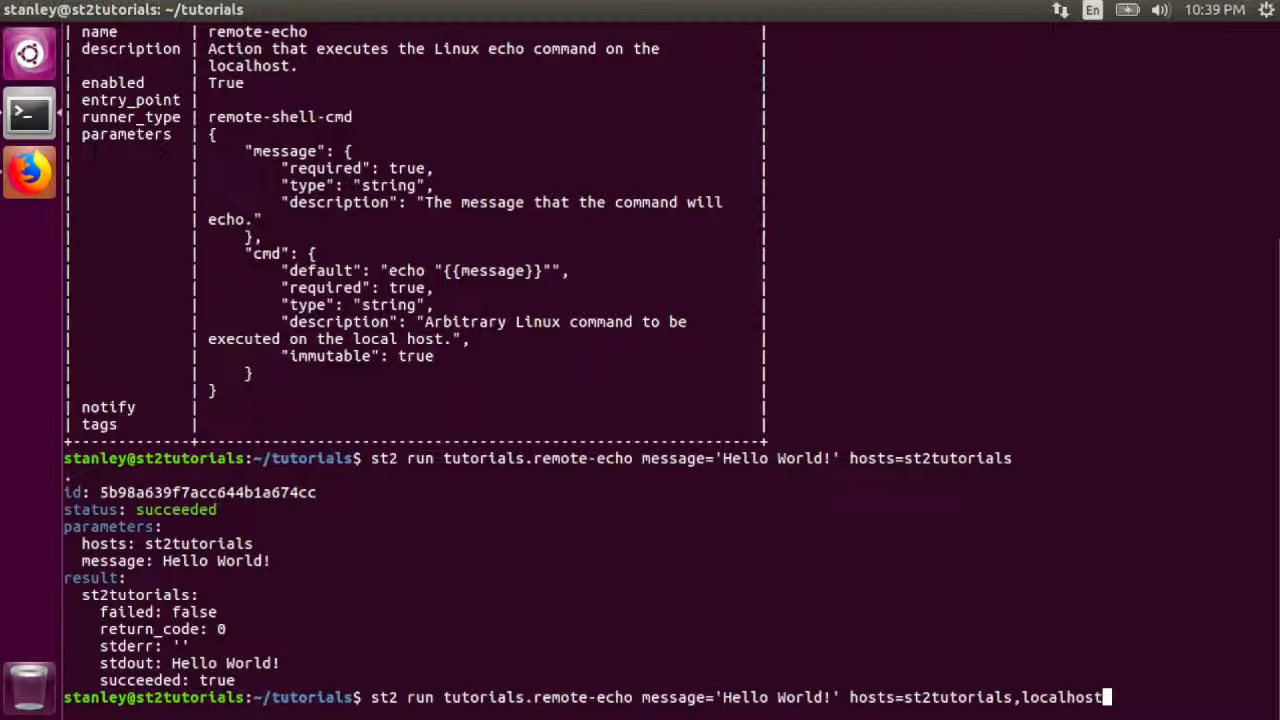 stanley@st2tutorials: ~/tutorials En 10:39 PM
| name | remote-echo |
| description | Action that executes the Linux echo command on the |
| | localhost. |
| enabled | True |
| entry_point | |
| runner_type | remote-shell-cmd |
| parameters | { |
| | "message": { |
| | "required": true, |
| | "type": "string", |
| | "description": "The message that the command will |
| | echo." |
| | }, |
| | "cmd": { |
| | "default": "echo "{{message}}"", |
| | "required": true, |
| | "type": "string", |
| | "description": "Arbitrary Linux command to be |
| | executed on the local host.", |
| | "immutable": true |
| | } |
| | } |
| notify | |
| tags | |
+-------------+--------------------------------------------------------------+
stanley@st2tutorials:~/tutorials$ st2 run tutorials.remote-echo message='Hello World!' hosts=st2tutorials
.
id: 5b98a639f7acc644b1a674cc
status: succeeded
parameters:
  hosts: st2tutorials
  message: Hello World!
result:
  st2tutorials:
    failed: false
    return_code: 0
    stderr: ''
    stdout: Hello World!
    succeeded: true
stanley@st2tutorials:~/tutorials$ st2 run tutorials.remote-echo message='Hello World!' hosts=st2tutorials,localhost